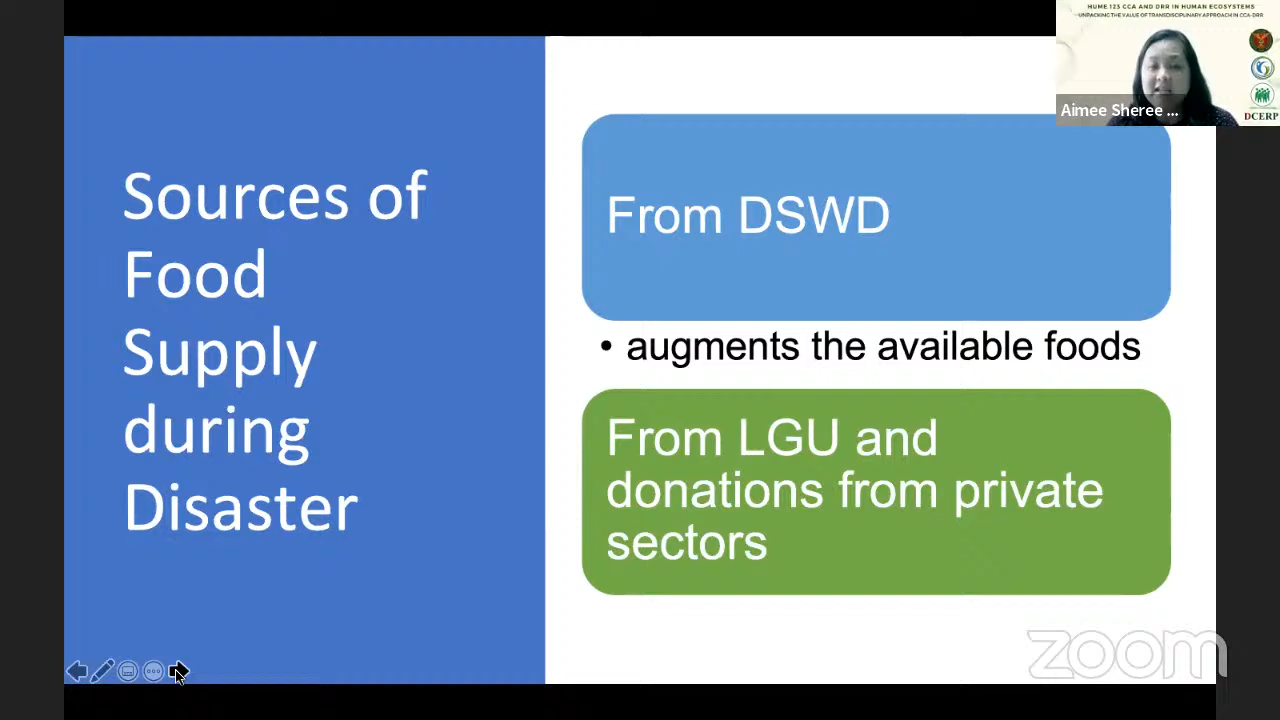 HUME 123 CCA AND DRR IN HUMAN ECOSYSTEMS
UNPACKING THE VALUE OF TRANSDISCIPLINARY APPROACH IN CCA-DRR
Aimee Sheree ...
DCERP
Sources of
Food
Supply
during
Disaster
From DSWD
• augments the available foods
From LGU and
donations from private
sectors
zoom